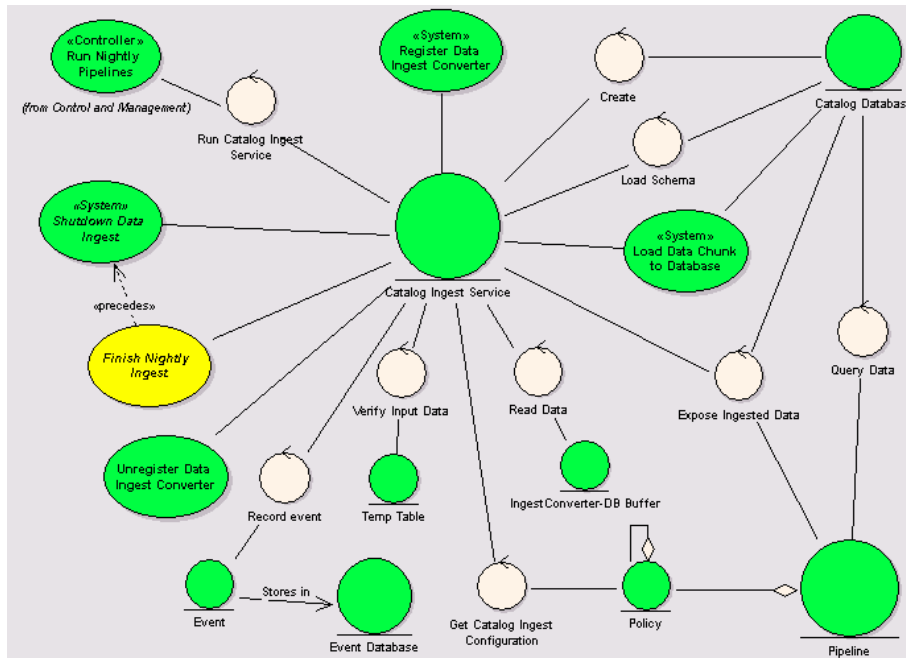 «Controller»
Run Nightly
Pipelines
(from Control and Management)
«System»
Register Data
Ingest Converter
Create
Catalog Database
Run Catalog Ingest
Service
Load Schema
«System»
Shutdown Data
Ingest
«System»
Load Data Chunk
to Database
Catalog Ingest Service
«precedes»
Finish Nightly
Ingest
Verify Input Data
Read Data
Expose Ingested Data
Query Data
Unregister Data
Ingest Converter
Record event
Temp Table
IngestConverter-DB Buffer
Stores in
Event
Event Database
Get Catalog Ingest
Configuration
Policy
Pipeline